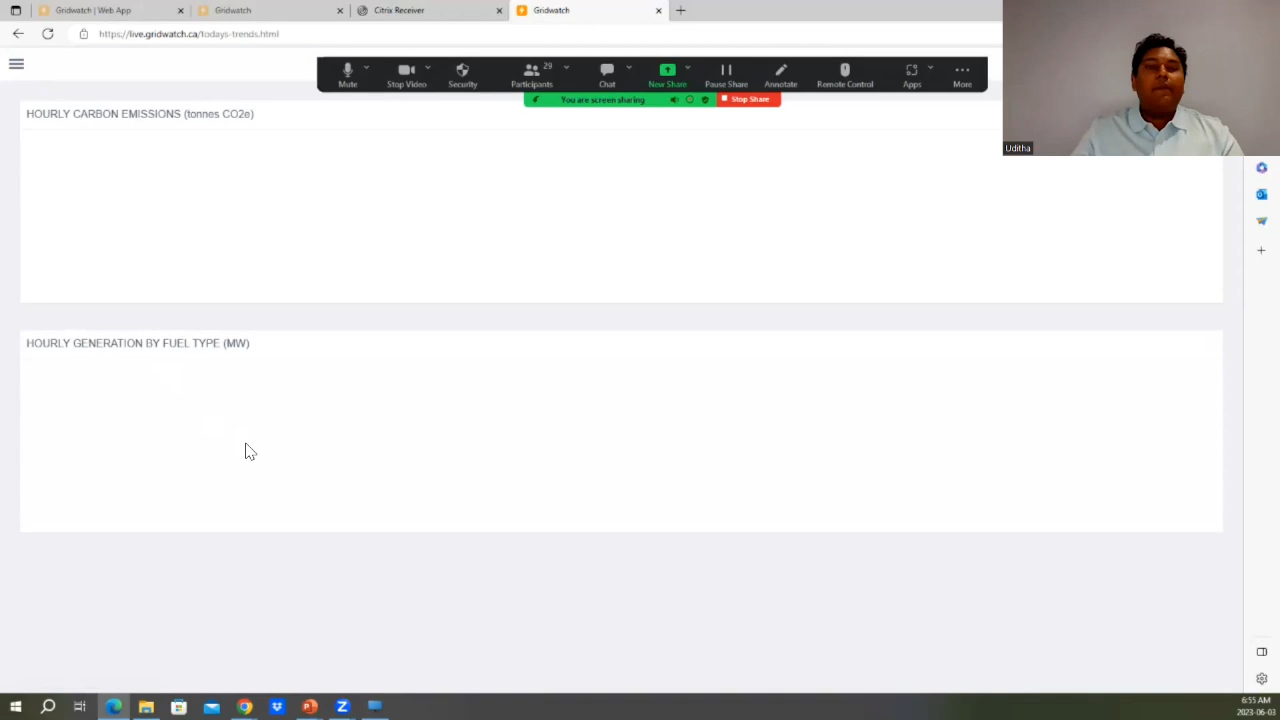 Gridwatch | Web App
Gridwatch
Citrix Receiver
Gridwatch
https://live.gridwatch.ca/todays-trends.html
29
Mute
Stop Video
Security
Participants
Chat
New Share
Pause Share
Annotate
Remote Control
Apps
More
You are screen sharing
Stop Share
HOURLY CARBON EMISSIONS (tonnes CO2e)
Uditha
HOURLY GENERATION BY FUEL TYPE (MW)
6:55 AM
2023-06-03